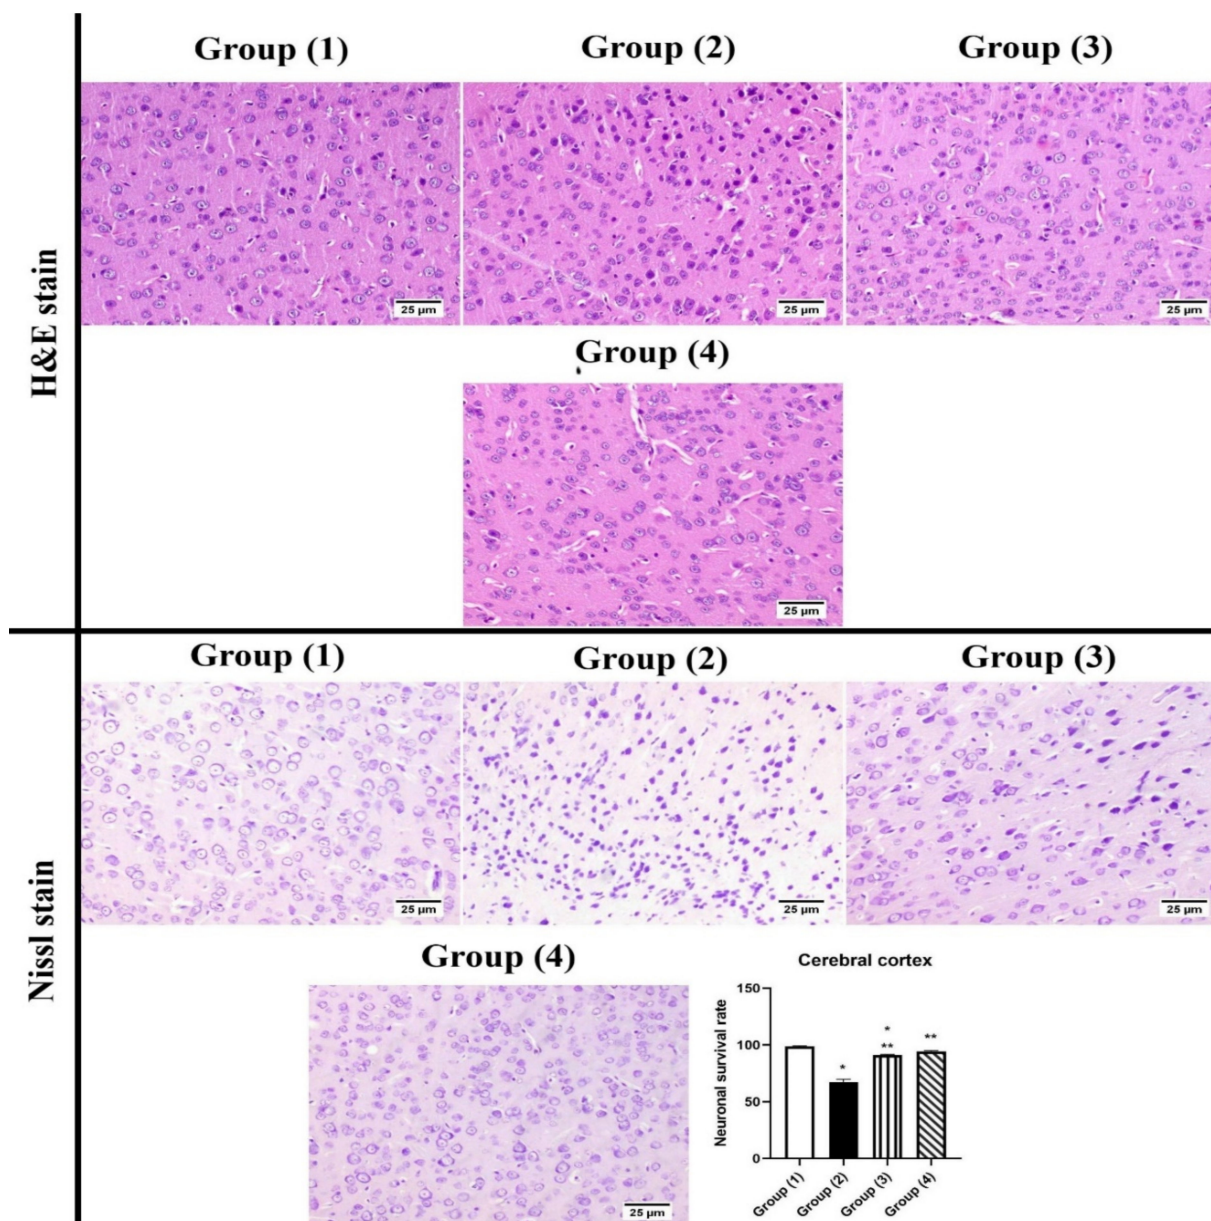 Group (1)
Group (2)
Group (3)
H&E stain
25 µm
25 µm
25 µm
Group (4)
25 µm
Group (1)
Group (2)
Group (3)
Nissl stain
25 µm
25 µm
25 µm
Group (4)
25 µm
Cerebral cortex
Neuronal survival rate
150
100
50
0
*
*
**
**
Group (1)
Group (2)
Group (3)
Group (4)